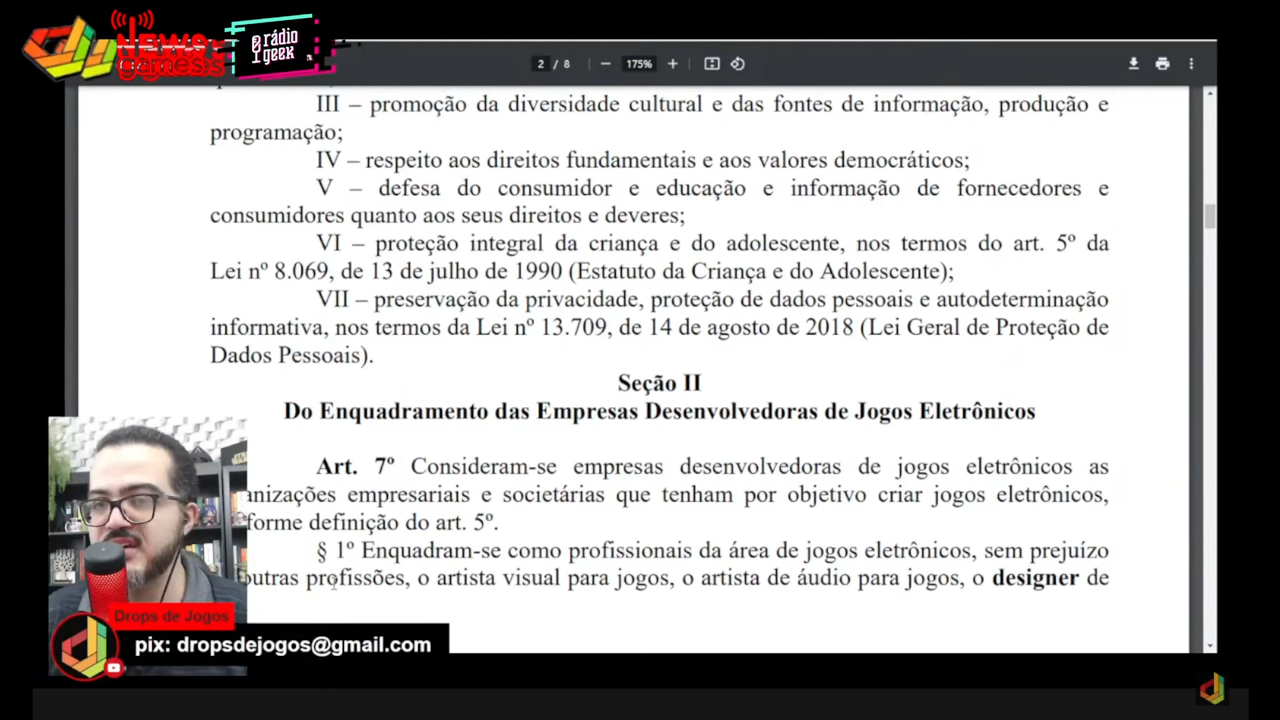 NEWS
games
rádio
geek
2 / 8
175%
III – promoção da diversidade cultural e das fontes de informação, produção e
programação;
IV – respeito aos direitos fundamentais e aos valores democráticos;
V – defesa do consumidor e educação e informação de fornecedores e
consumidores quanto aos seus direitos e deveres;
VI – proteção integral da criança e do adolescente, nos termos do art. 5º da
Lei nº 8.069, de 13 de julho de 1990 (Estatuto da Criança e do Adolescente);
VII – preservação da privacidade, proteção de dados pessoais e autodeterminação
informativa, nos termos da Lei nº 13.709, de 14 de agosto de 2018 (Lei Geral de Proteção de
Dados Pessoais).
Seção II
Do Enquadramento das Empresas Desenvolvedoras de Jogos Eletrônicos
Art. 7º Consideram-se empresas desenvolvedoras de jogos eletrônicos as
anizações empresariais e societárias que tenham por objetivo criar jogos eletrônicos,
forme definição do art. 5º.
§ 1º Enquadram-se como profissionais da área de jogos eletrônicos, sem prejuízo
outras profissões, o artista visual para jogos, o artista de áudio para jogos, o designer de
Drops de Jogos
pix: dropsdejogos@gmail.com